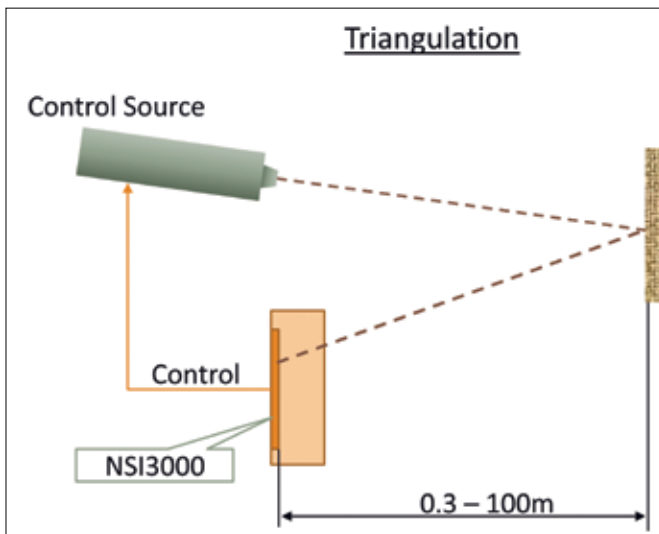 Triangulation
Control Source
Control
NSI3000
0.3 – 100m